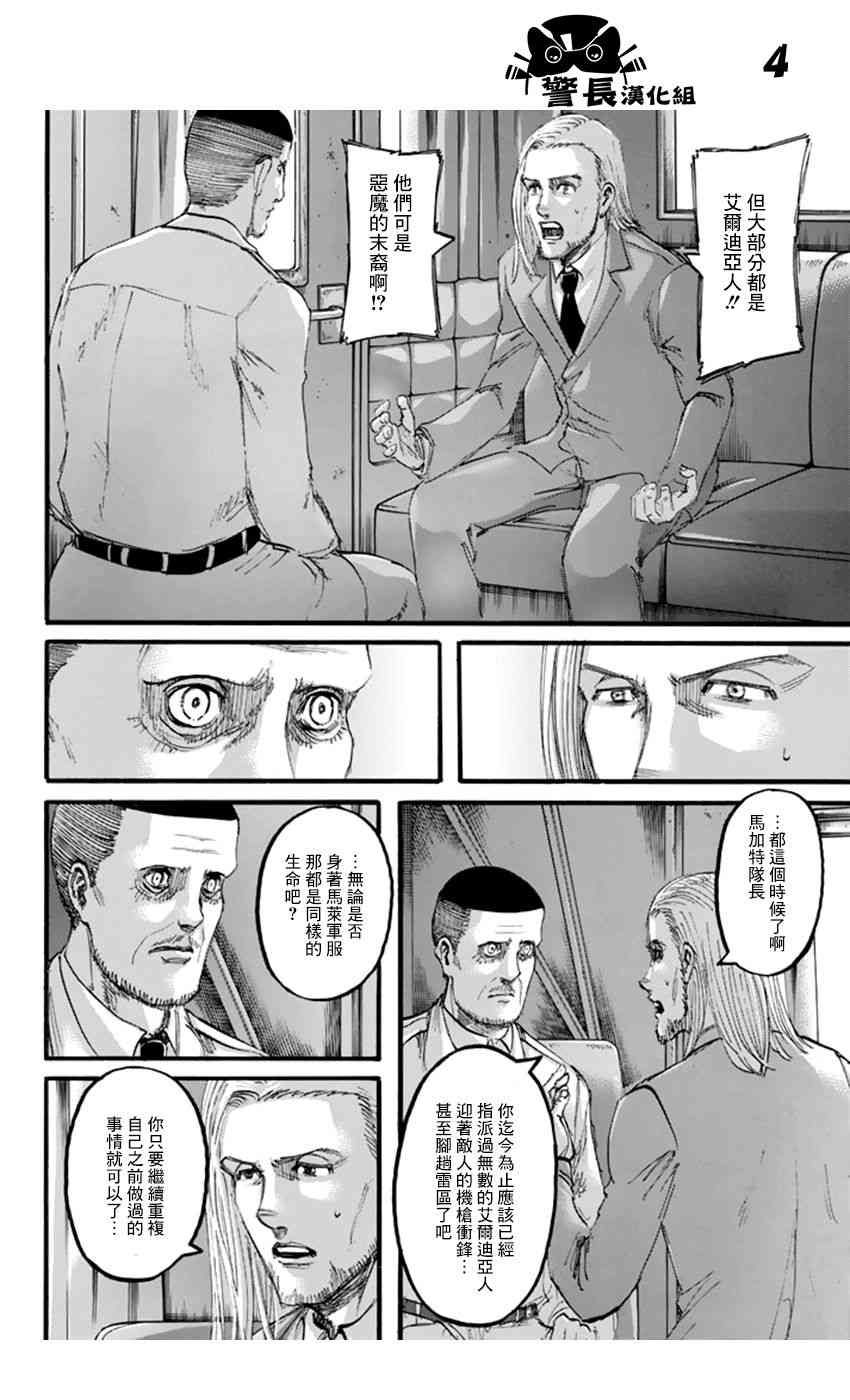 警長漢化組
4
但大部分都是
艾爾迪亞人!!
他們可是
惡魔的末裔啊!?
…都這個時候了啊
馬加特隊長
…無論是否
身著馬萊軍服
那都是同樣的
生命吧?
你迄今為止應該已經
指派過無數的艾爾迪亞人
迎著敵人的機槍衝鋒…
甚至腳趟雷區了吧
你只要繼續重複
自己之前做過的
事情就可以了…